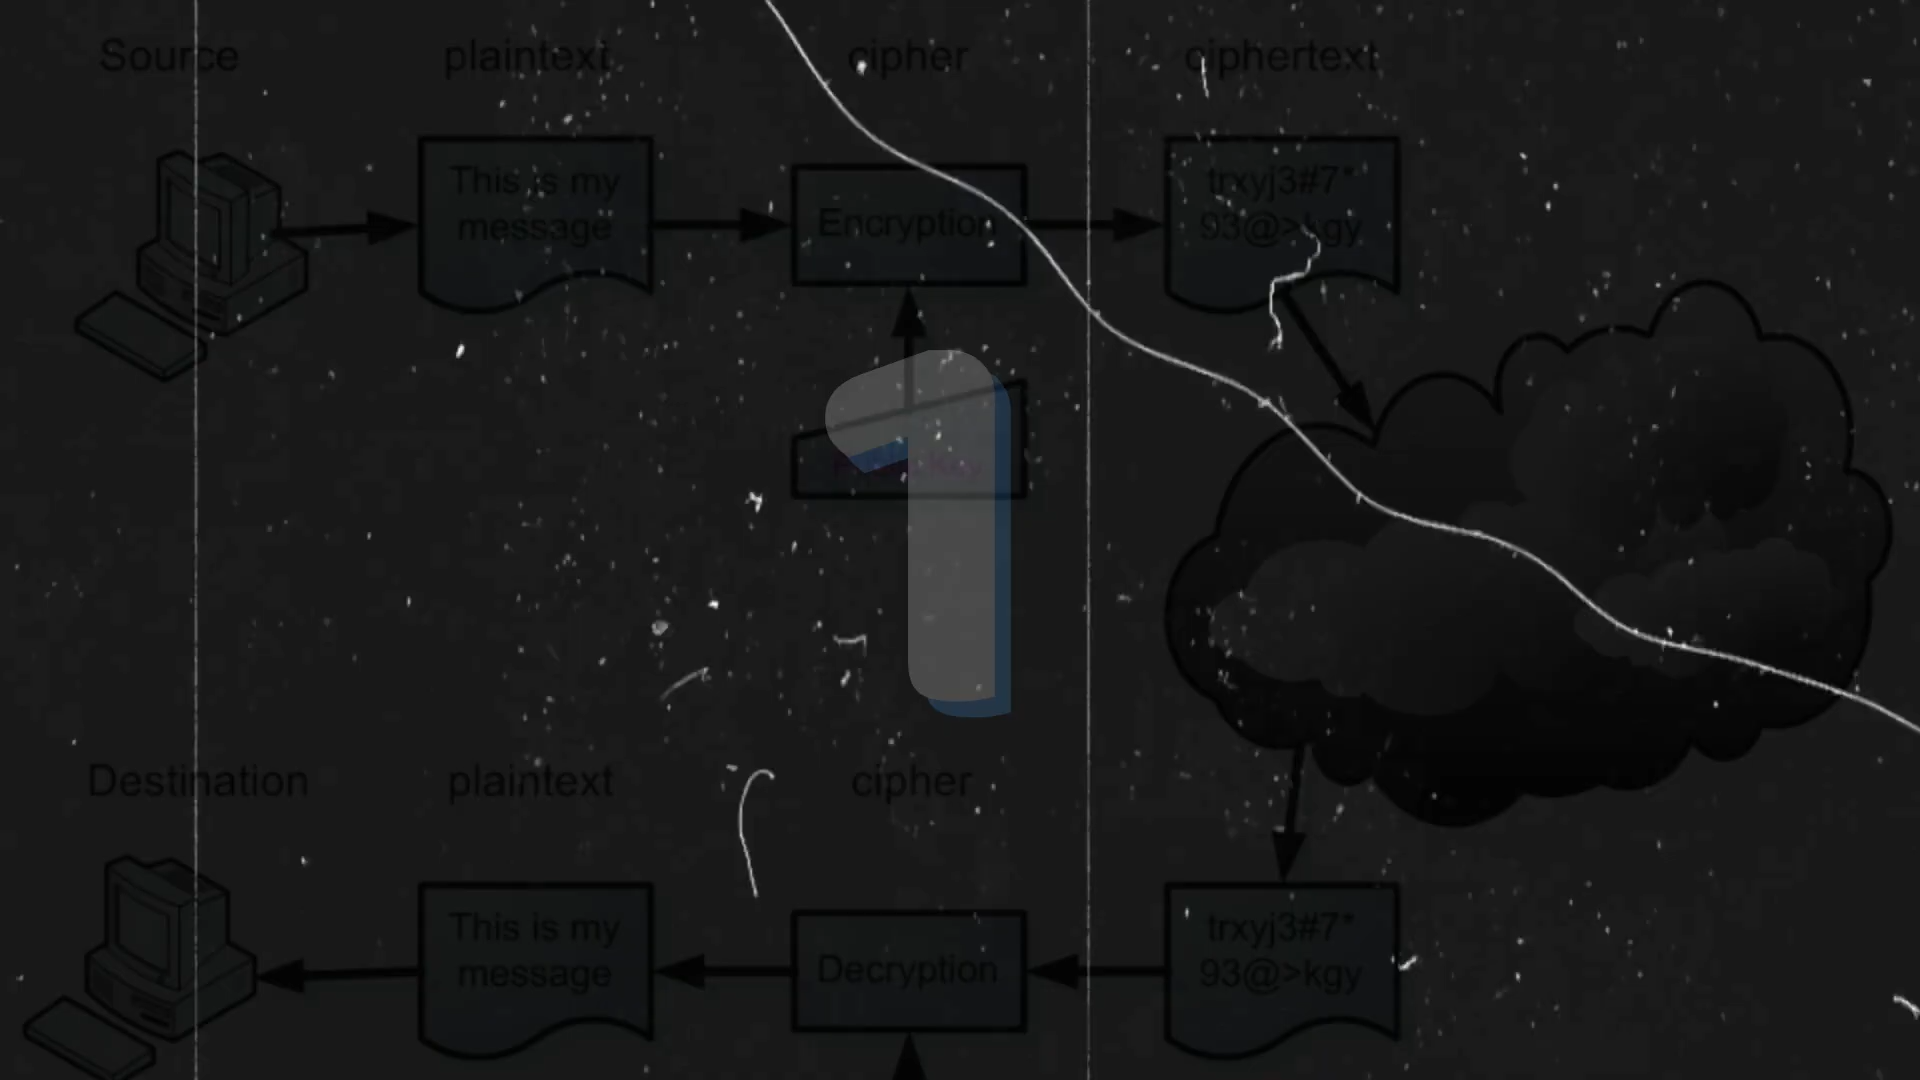 Source plaintext cipher ciphertext
This is my
message
Encryption
trxyj3#7*
93@>kgy
1
Destination plaintext cipher
This is my
message
Decryption
trxyj3#7*
93@>kgy